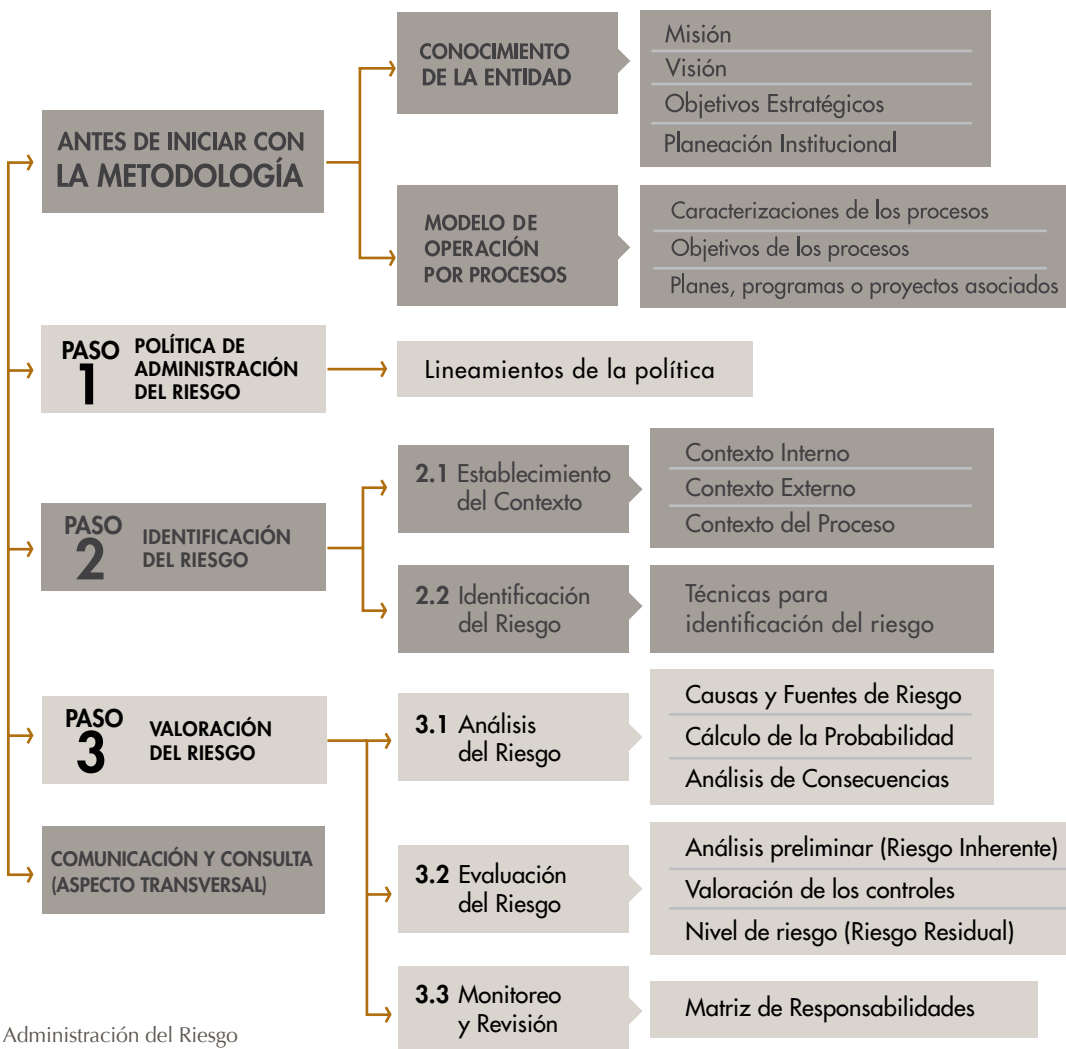 ANTES DE INICIAR CON
LA METODOLOGÍA
CONOCIMIENTO
DE LA ENTIDAD
Misión
Visión
Objetivos Estratégicos
Planeación Institucional
MODELO DE
OPERACIÓN
POR PROCESOS
Caracterizaciones de los procesos
Objetivos de los procesos
Planes, programas o proyectos asociados
PASO
1
POLÍTICA DE
ADMINISTRACIÓN
DEL RIESGO
Lineamientos de la política
PASO
2
IDENTIFICACIÓN
DEL RIESGO
2.1 Establecimiento
del Contexto
Contexto Interno
Contexto Externo
Contexto del Proceso
2.2 Identificación
del Riesgo
Técnicas para
identificación del riesgo
PASO
3
VALORACIÓN
DEL RIESGO
3.1 Análisis
del Riesgo
Causas y Fuentes de Riesgo
Cálculo de la Probabilidad
Análisis de Consecuencias
3.2 Evaluación
del Riesgo
Análisis preliminar (Riesgo Inherente)
Valoración de los controles
Nivel de riesgo (Riesgo Residual)
3.3 Monitoreo
y Revisión
Matriz de Responsabilidades
COMUNICACIÓN Y CONSULTA
(ASPECTO TRANSVERSAL)
Administración del Riesgo